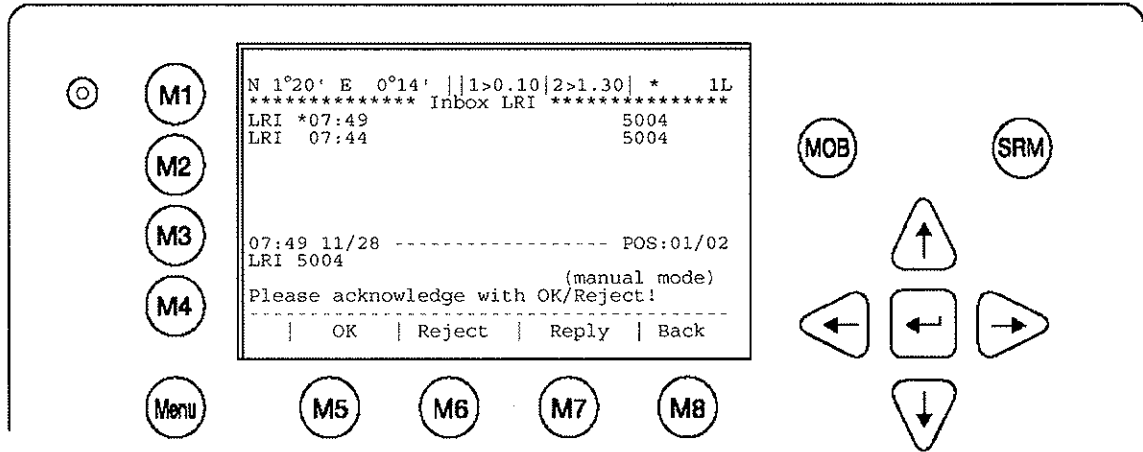 M1
M2
M3
M4
N 1°20' E 0°14' ||1>0.10|2>1.30| * 1L
************** Inbox LRI ****************
LRI *07:49 5004
LRI 07:44 5004
07:49 11/28 ------------------ POS:01/02
LRI 5004
(manual mode)
Please acknowledge with OK/Reject!
| OK | Reject | Reply | Back
MOB
SRM
Menu
M5
M6
M7
M8